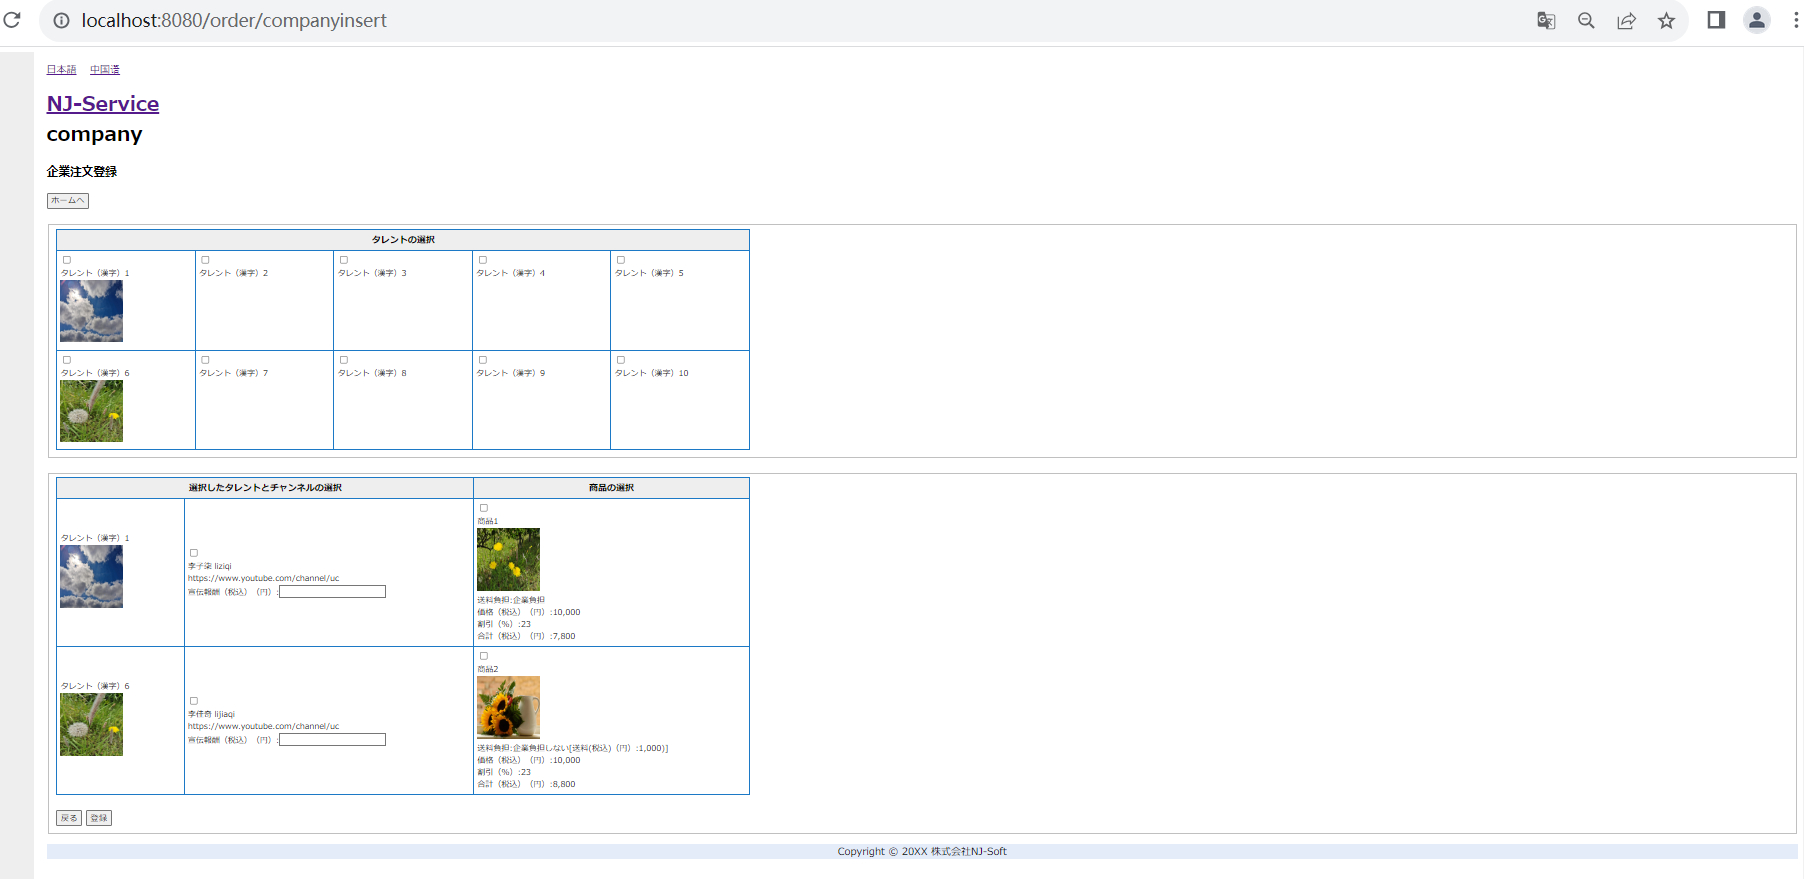 localhost:8080/order/companyinsert
日本語 中国语
NJ-Service
company
企業注文登録
ホームへ
タレントの選択
タレント（漢字）1 タレント（漢字）2 タレント（漢字）3 タレント（漢字）4 タレント（漢字）5
タレント（漢字）6 タレント（漢字）7 タレント（漢字）8 タレント（漢字）9 タレント（漢字）10
選択したタレントとチャンネルの選択 商品の選択
タレント（漢字）1
李子柒 liziqi
https://www.youtube.com/channel/uc
宣伝報酬（税込）（円）:
商品1
送料負担:企業負担
価格（税込）（円）:10,000
割引（%）:23
合計（税込）（円）:7,800
タレント（漢字）6
李佳奇 lijiaqi
https://www.youtube.com/channel/uc
宣伝報酬（税込）（円）:
商品2
送料負担:企業負担しない[送料(税込)（円）:1,000)]
価格（税込）（円）:10,000
割引（%）:23
合計（税込）（円）:8,800
戻る 登録
Copyright © 20XX 株式会社NJ-Soft